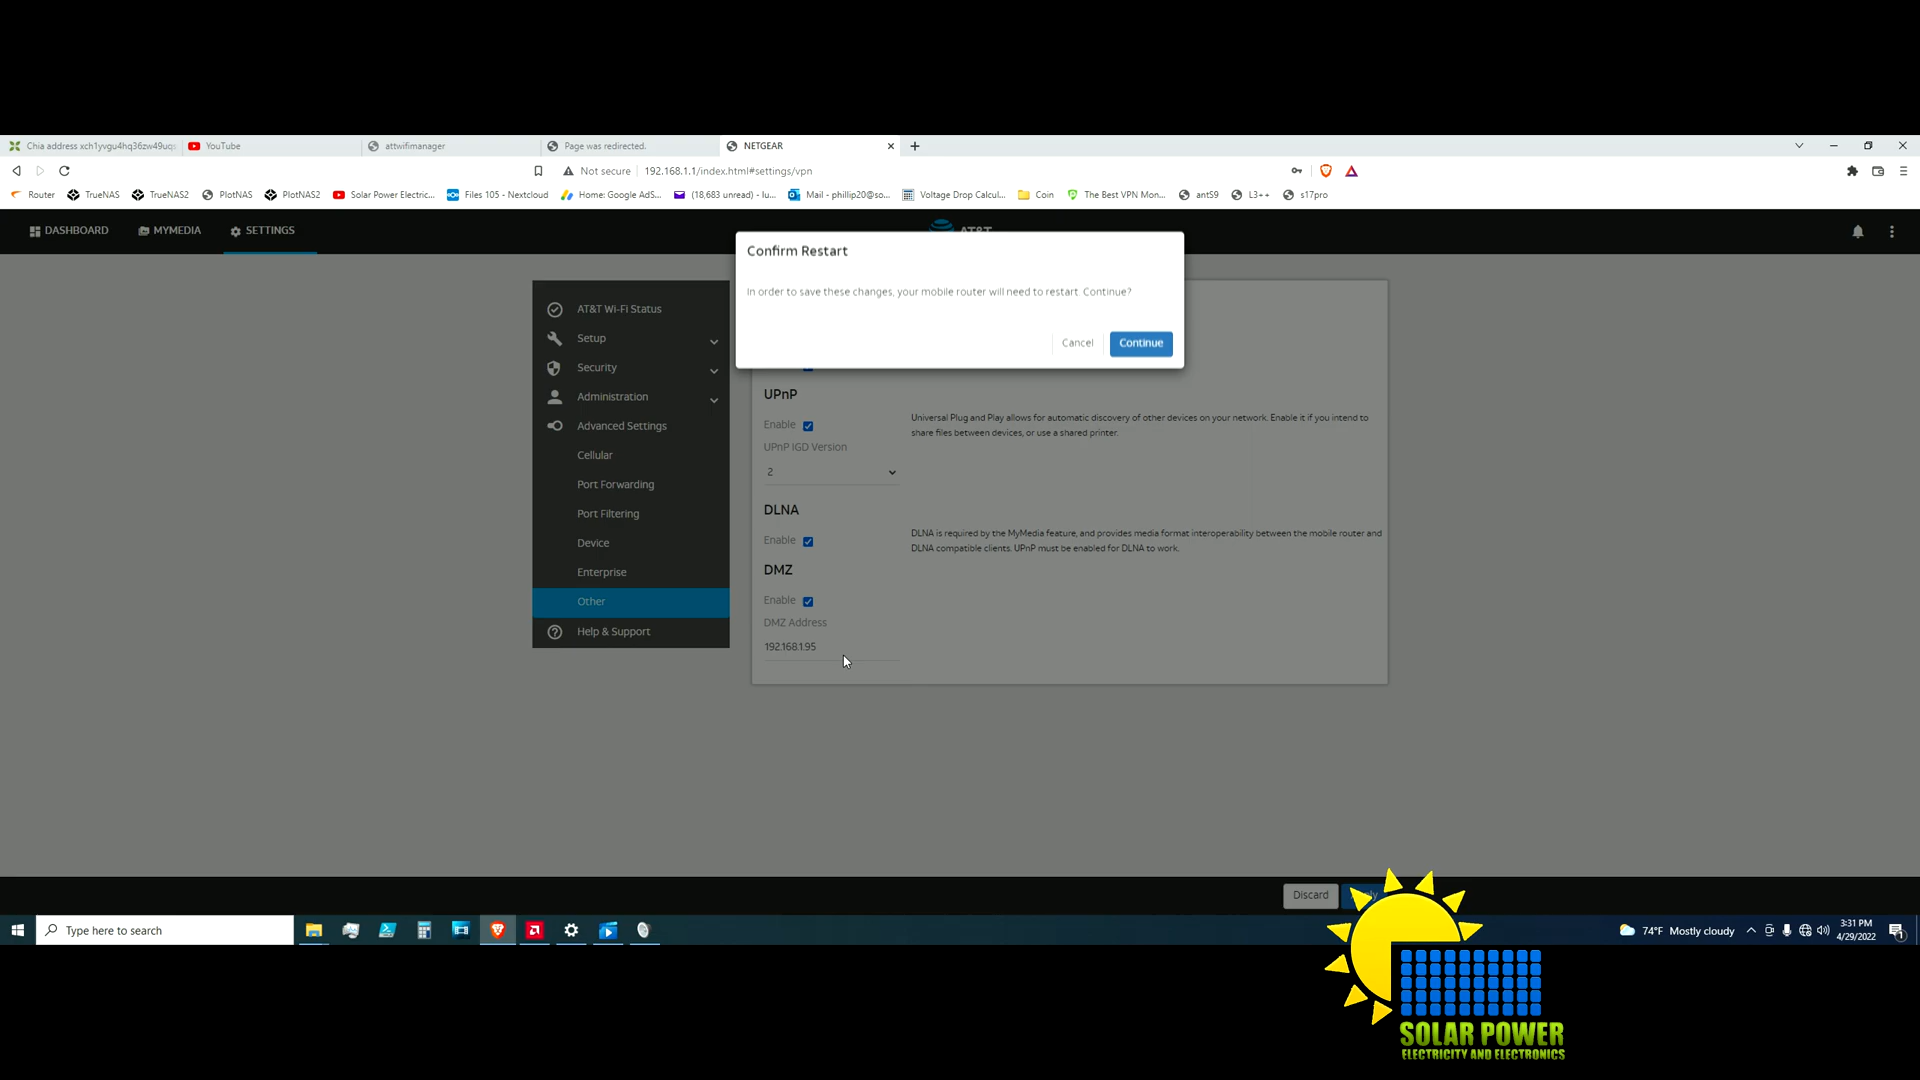 Chia address xch1yvgu4hq36zw49uqs
YouTube
attwifimanager
Page was redirected.
NETGEAR
Not secure
192.168.1.1/index.html#settings/vpn
Router
TrueNAS
TrueNAS2
PlotNAS
PlotNAS2
Solar Power Electric...
Files 105 - Nextcloud
Home: Google AdS...
(18,683 unread) - lu...
Mail - phillip20@so...
Voltage Drop Calcul...
Coin
The Best VPN Mon...
antS9
L3++
s17pro
DASHBOARD
MYMEDIA
SETTINGS
AT&T
Confirm Restart
In order to save these changes, your mobile router will need to restart. Continue?
Cancel
Continue
AT&T Wi-Fi Status
Setup
Security
Administration
Advanced Settings
Cellular
Port Forwarding
Port Filtering
Device
Enterprise
Other
Help & Support
UPnP
Enable
UPnP IGD Version
2
Universal Plug and Play allows for automatic discovery of other devices on your network. Enable it if you intend to
share files between devices, or use a shared printer.
DLNA
Enable
DLNA is required by the MyMedia feature, and provides media format interoperability between the mobile router and
DLNA compatible clients. UPnP must be enabled for DLNA to work.
DMZ
Enable
DMZ Address
192.168.1.95
Discard
Type here to search
74°F Mostly cloudy
3:31 PM
4/29/2022
1
SOLAR POWER
ELECTRICITY AND ELECTRONICS